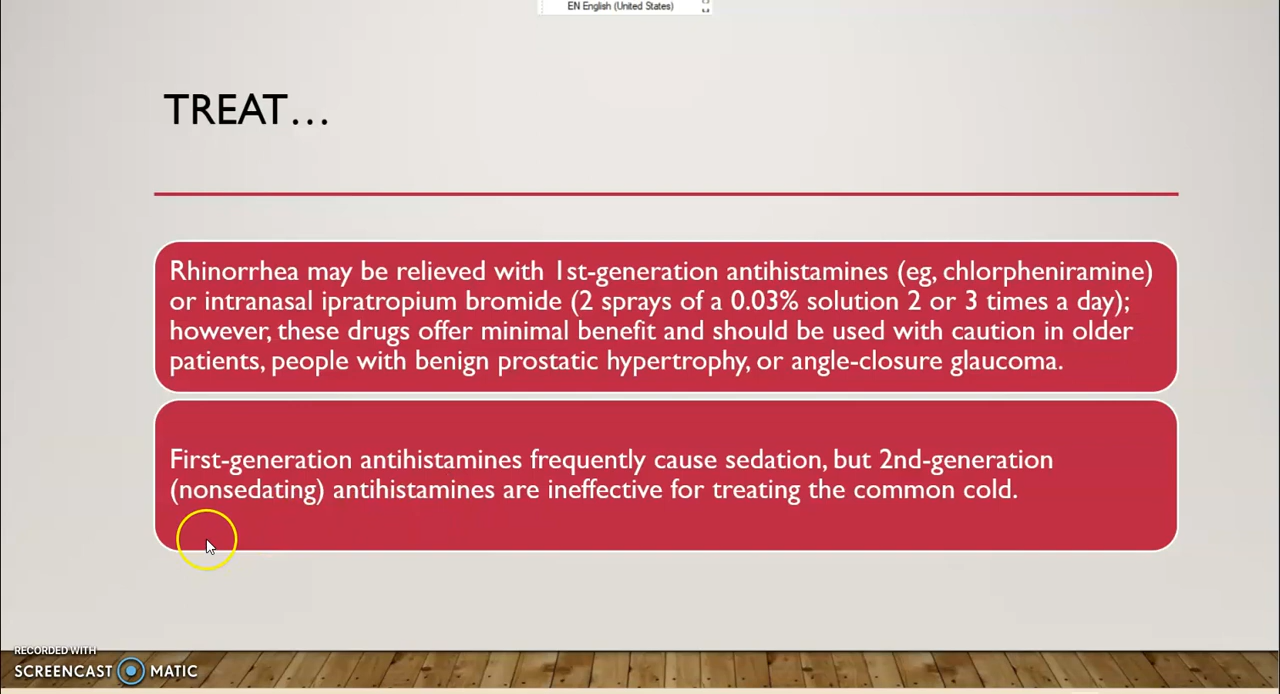 EN English (United States)
TREAT…
Rhinorrhea may be relieved with 1st-generation antihistamines (eg, chlorpheniramine)
or intranasal ipratropium bromide (2 sprays of a 0.03% solution 2 or 3 times a day);
however, these drugs offer minimal benefit and should be used with caution in older
patients, people with benign prostatic hypertrophy, or angle-closure glaucoma.
First-generation antihistamines frequently cause sedation, but 2nd-generation
(nonsedating) antihistamines are ineffective for treating the common cold.
RECORDED WITH
SCREENCAST MATIC